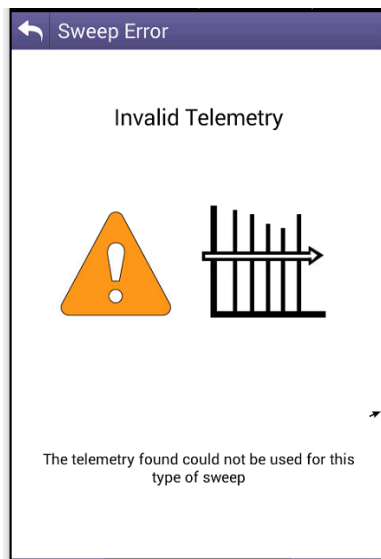 Sweep Error
Invalid Telemetry
The telemetry found could not be used for this
type of sweep